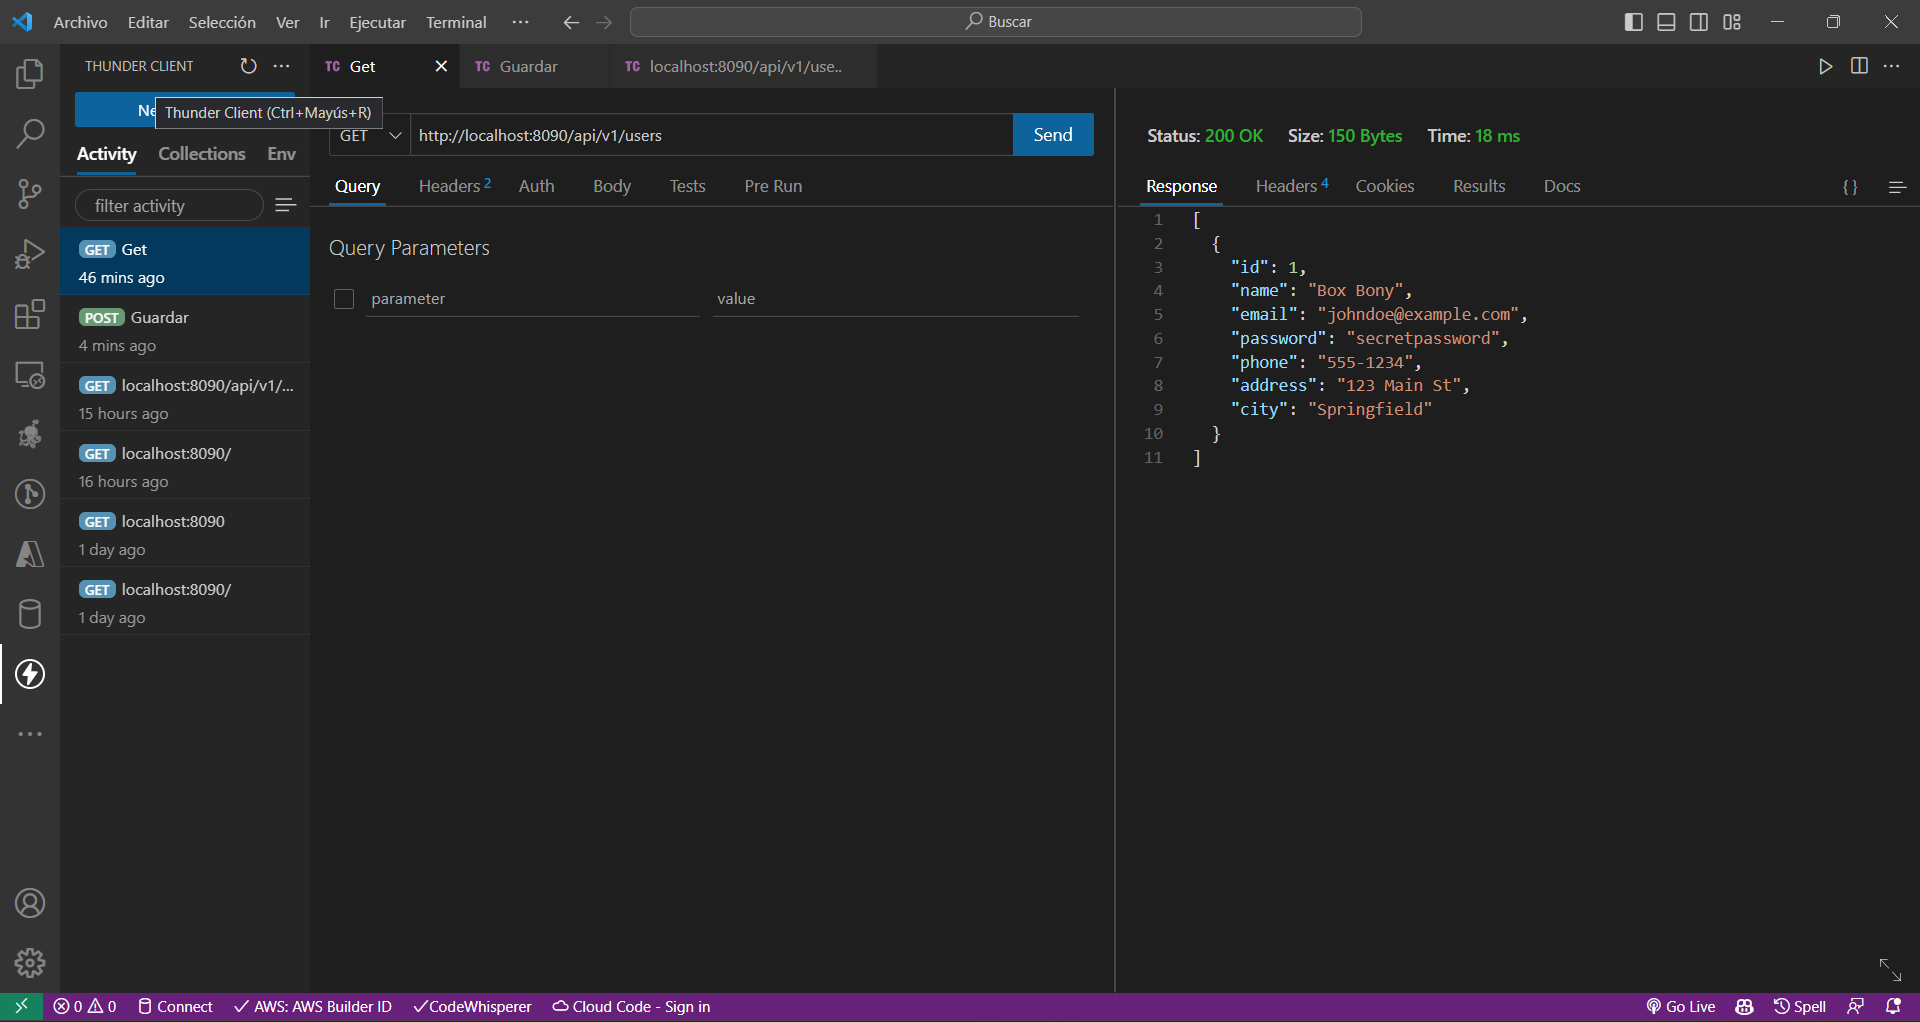 Archivo Editar Selección Ver Ir Ejecutar Terminal ··· Buscar
THUNDER CLIENT ···
TC Get
TC Guardar
TC localhost:8090/api/v1/use..
Ne
Thunder Client (Ctrl+Mayús+R)
Activity Collections Env
filter activity
GET Get
46 mins ago
POST Guardar
4 mins ago
GET localhost:8090/api/v1/...
15 hours ago
GET localhost:8090/
16 hours ago
GET localhost:8090
1 day ago
GET localhost:8090/
1 day ago
GET http://localhost:8090/api/v1/users Send
Query Headers 2 Auth Body Tests Pre Run
Query Parameters
parameter value
Status: 200 OK Size: 150 Bytes Time: 18 ms
Response Headers 4 Cookies Results Docs {}
1 [
2 {
3 "id": 1,
4 "name": "Box Bony",
5 "email": "johndoe@example.com",
6 "password": "secretpassword",
7 "phone": "555-1234",
8 "address": "123 Main St",
9 "city": "Springfield"
10 }
11 ]
0 0 Connect AWS: AWS Builder ID CodeWhisperer Cloud Code - Sign in Go Live Spell